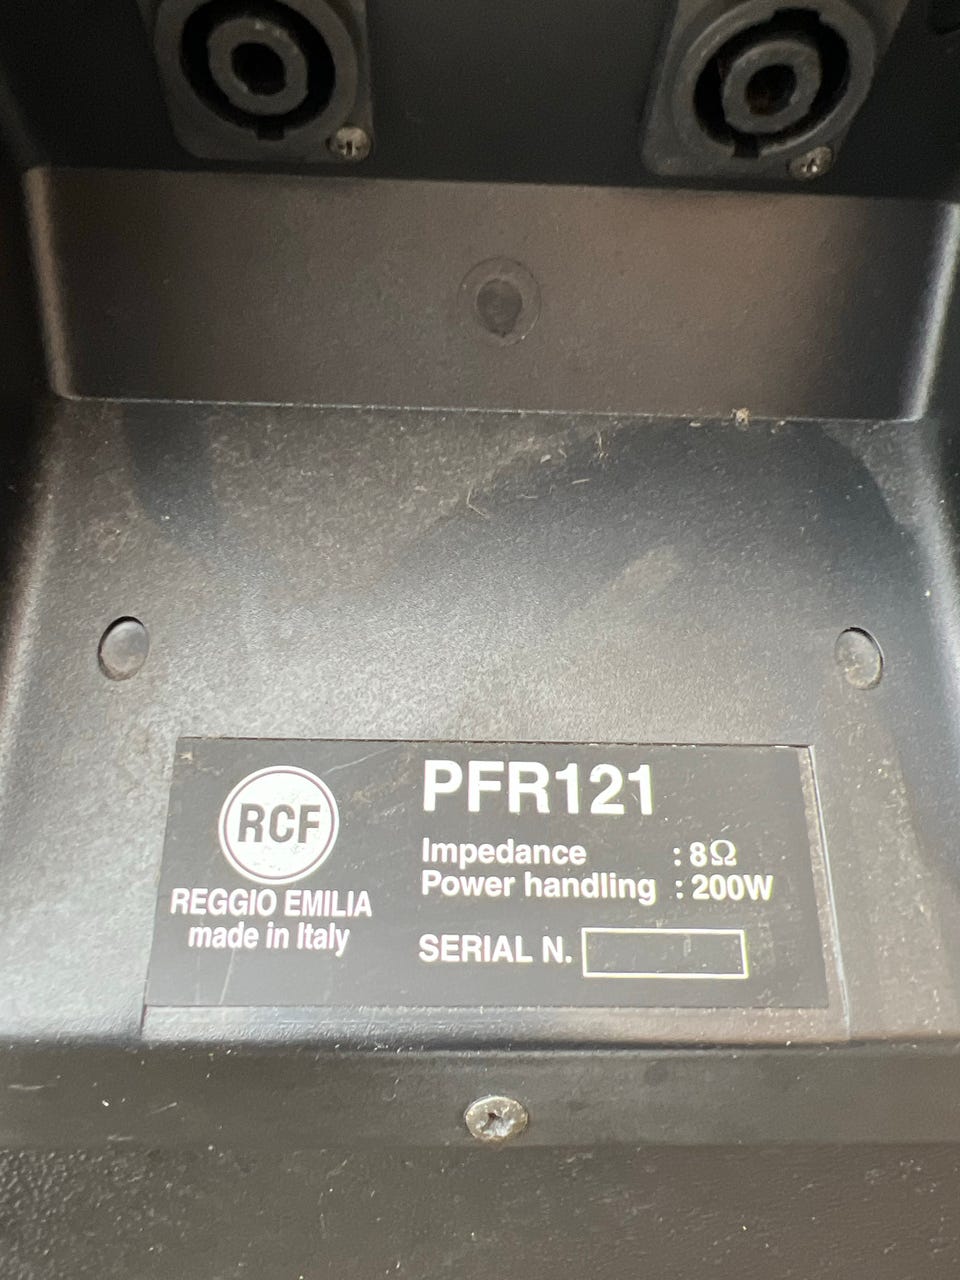 RCF
REGGIO EMILIA
made in Italy
PFR121
Impedance : 8Ω
Power handling : 200W
SERIAL N.